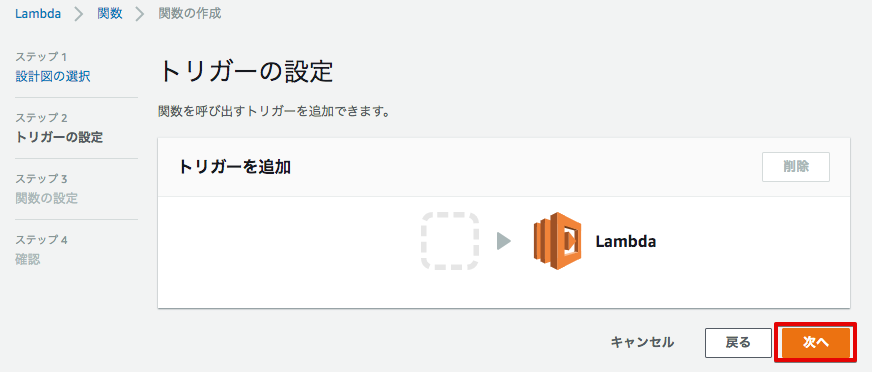 Lambda > 関数 > 関数の作成
ステップ 1
設計図の選択
ステップ 2
トリガーの設定
ステップ 3
関数の設定
ステップ 4
確認
トリガーの設定
関数を呼び出すトリガーを追加できます。
トリガーを追加 削除
Lambda
キャンセル 戻る 次へ